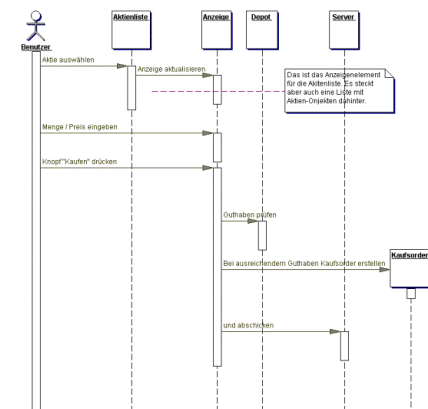 Aktienliste
Anzeige
Depot
Server
Benutzer
Aktie auswählen
Anzeige aktualisieren
Das ist das Anzeigenelement
für die Akitenliste. Es steckt
aber auch eine Liste mit
Aktien-Onjekten dahinter.
Menge / Preis eingeben
Knopf "Kaufen" drücken
Guthaben prüfen
Bei ausreichendem Guthaben Kaufsorder erstellen
Kaufsorder
und abschicken